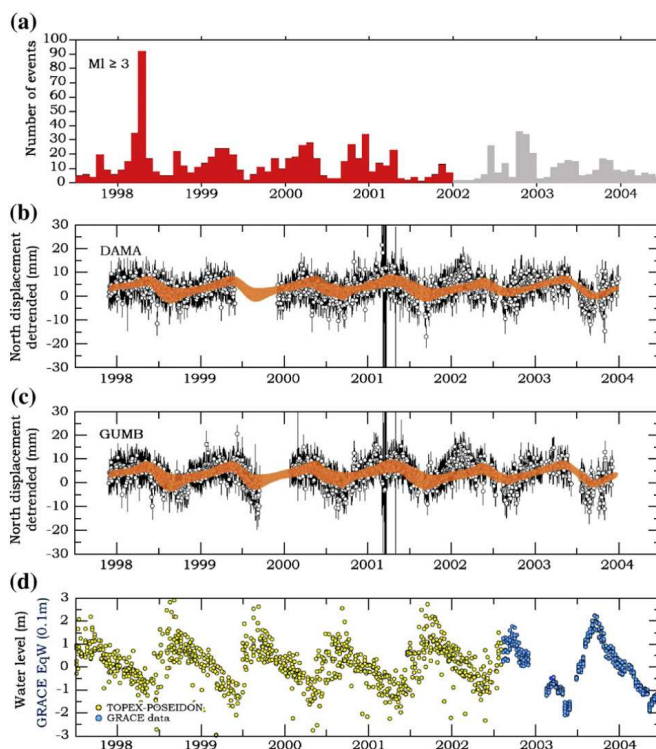 (a)
Number of events
100
90
80
70
60
50
40
30
20
10
0
Ml ≥ 3
1998 1999 2000 2001 2002 2003 2004
(b)
North displacement
detrended (mm)
30
20
10
0
-10
-20
-30
DAMA
1998 1999 2000 2001 2002 2003 2004
(c)
North displacement
detrended (mm)
30
20
10
0
-10
-20
-30
GUMB
1998 1999 2000 2001 2002 2003 2004
(d)
Water level (m)
GRACE EqW (0.1m)
3
2
1
0
-1
-2
-3
TOPEX-POSEIDON
GRACE data
1998 1999 2000 2001 2002 2003 2004